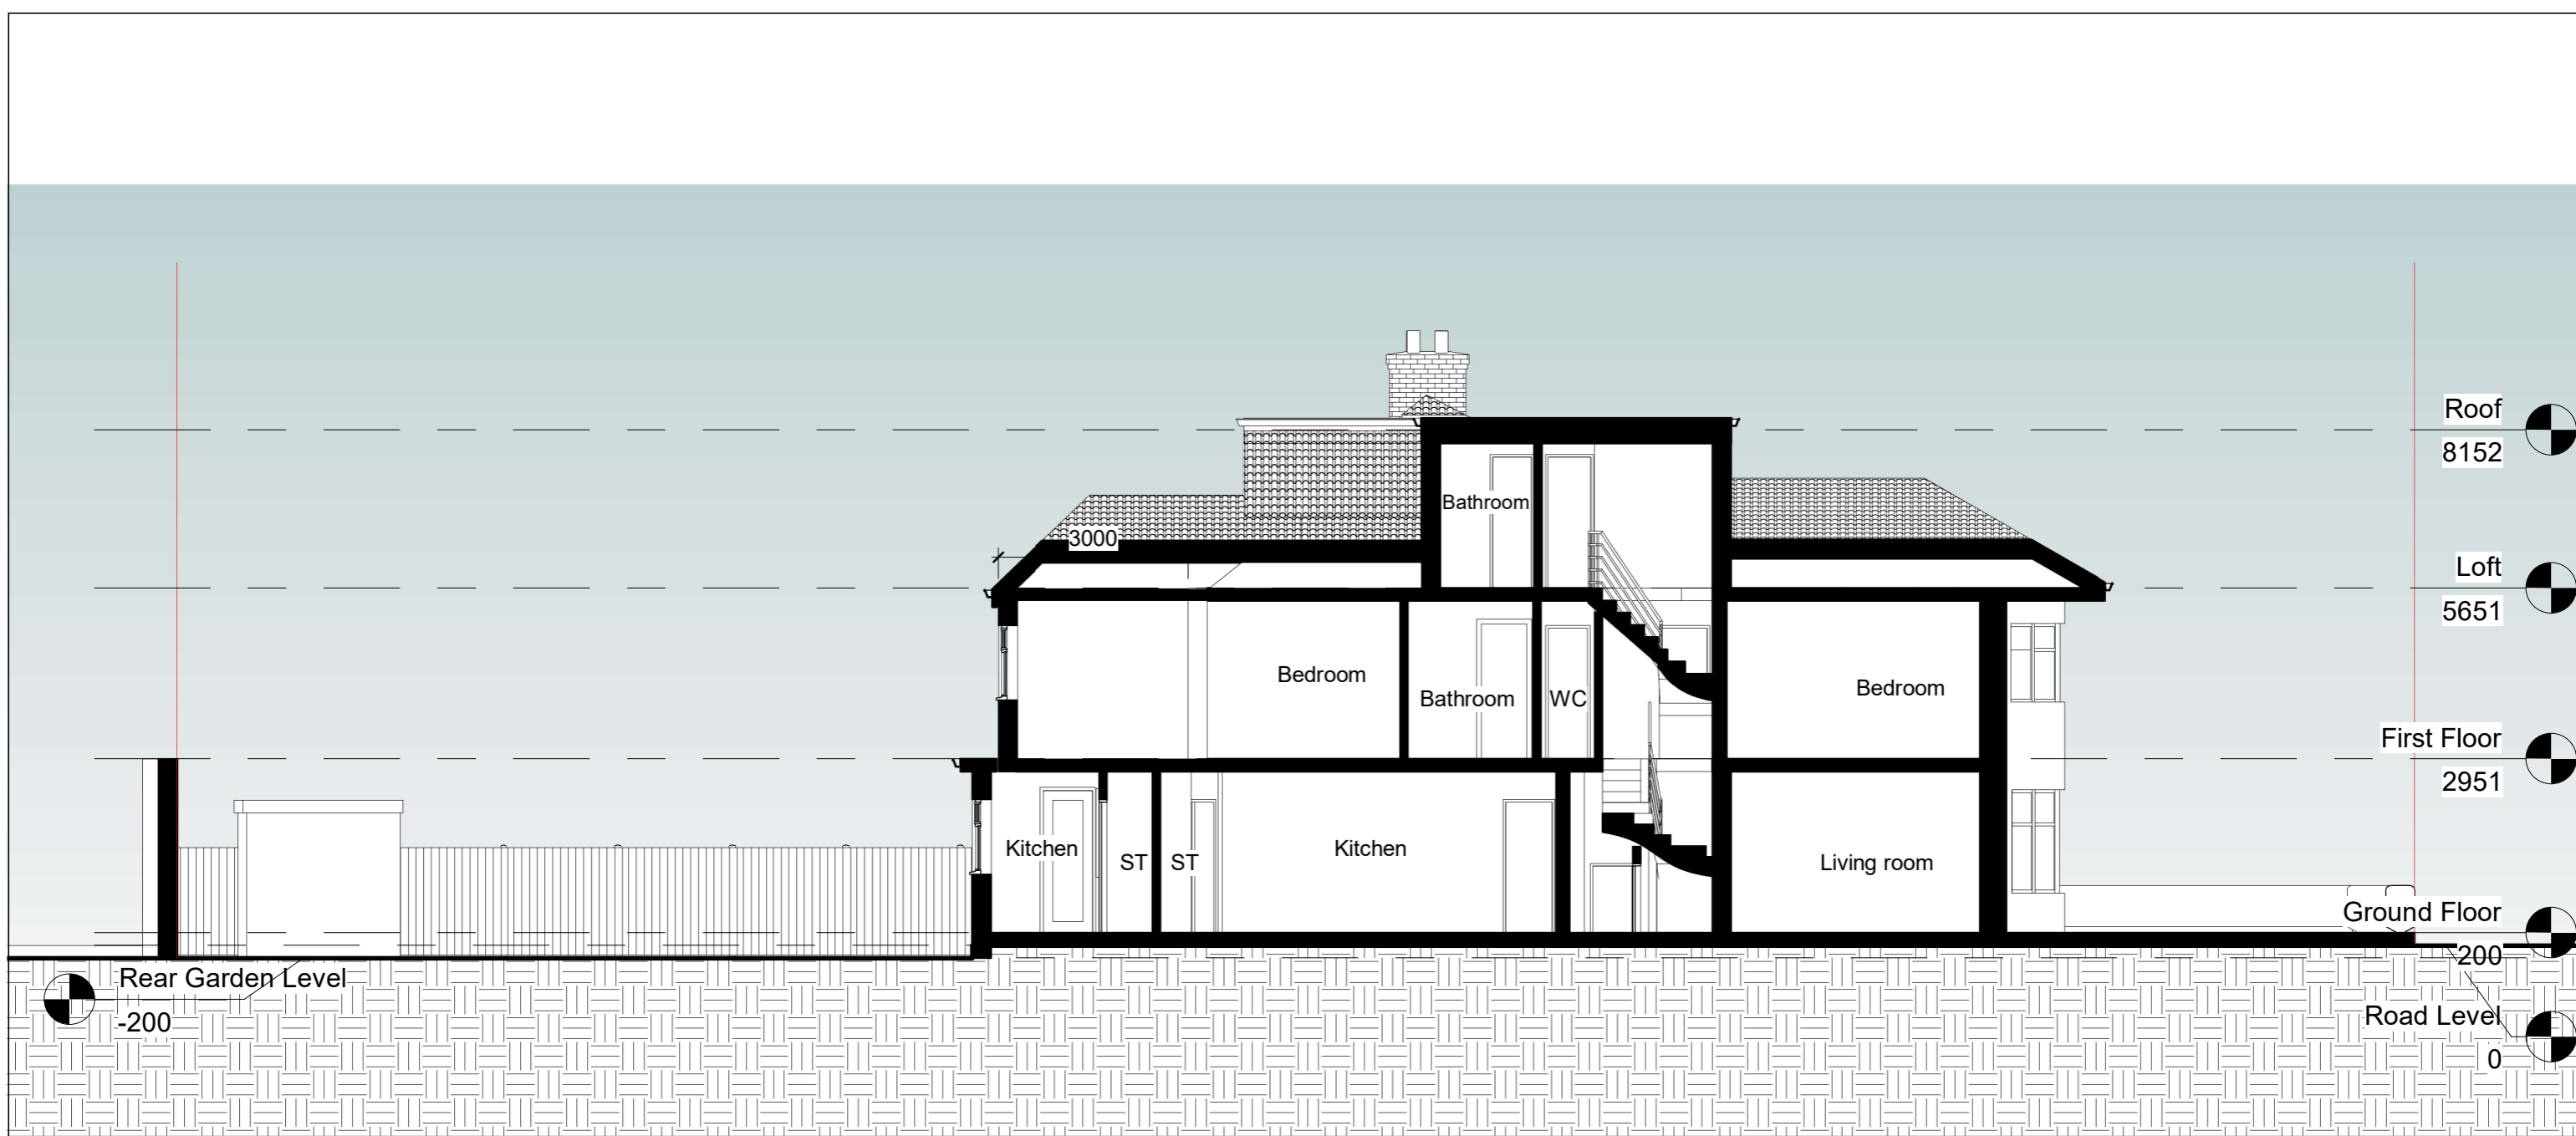 Roof
8152
Bathroom
3000
Loft
5651
Bedroom
Bathroom
WC
Bedroom
First Floor
2951
Kitchen
ST
ST
Kitchen
Living room
Ground Floor
200
Rear Garden Level
-200
Road Level
0